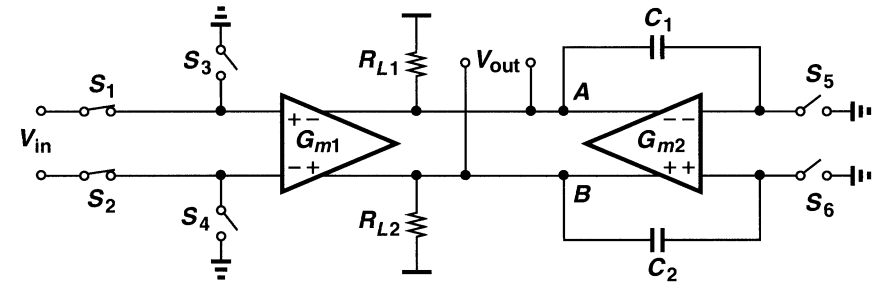 C1
S3
RL1
Vout
S1
A
S5
+ −
− −
Vin
Gm1
Gm2
− +
+ +
S2
B
S6
S4
RL2
C2